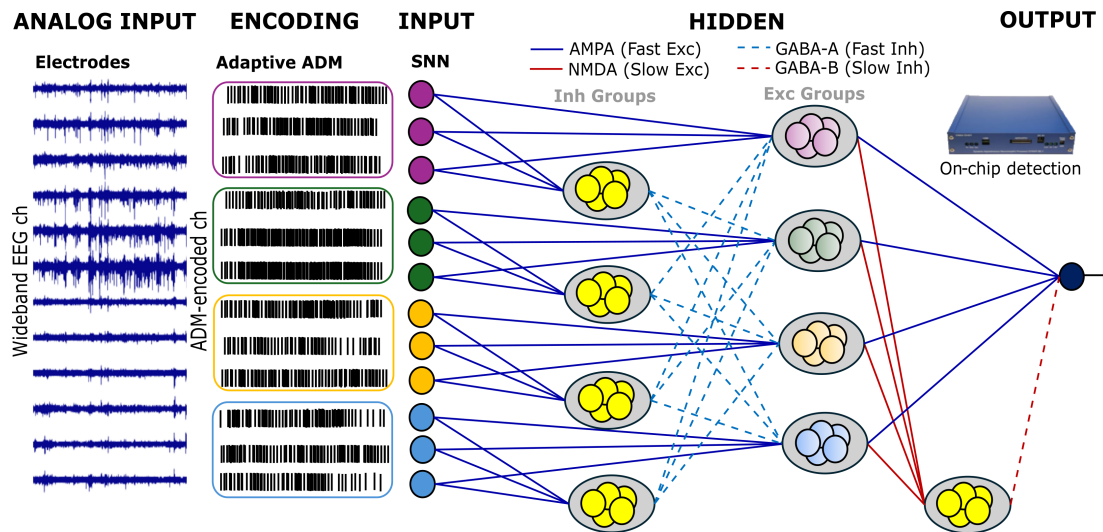 ANALOG INPUT
ENCODING
INPUT
HIDDEN
OUTPUT
Electrodes
Adaptive ADM
SNN
AMPA (Fast Exc)
NMDA (Slow Exc)
GABA-A (Fast Inh)
GABA-B (Slow Inh)
Inh Groups
Exc Groups
Wideband EEG ch
ADM-encoded ch
On-chip detection